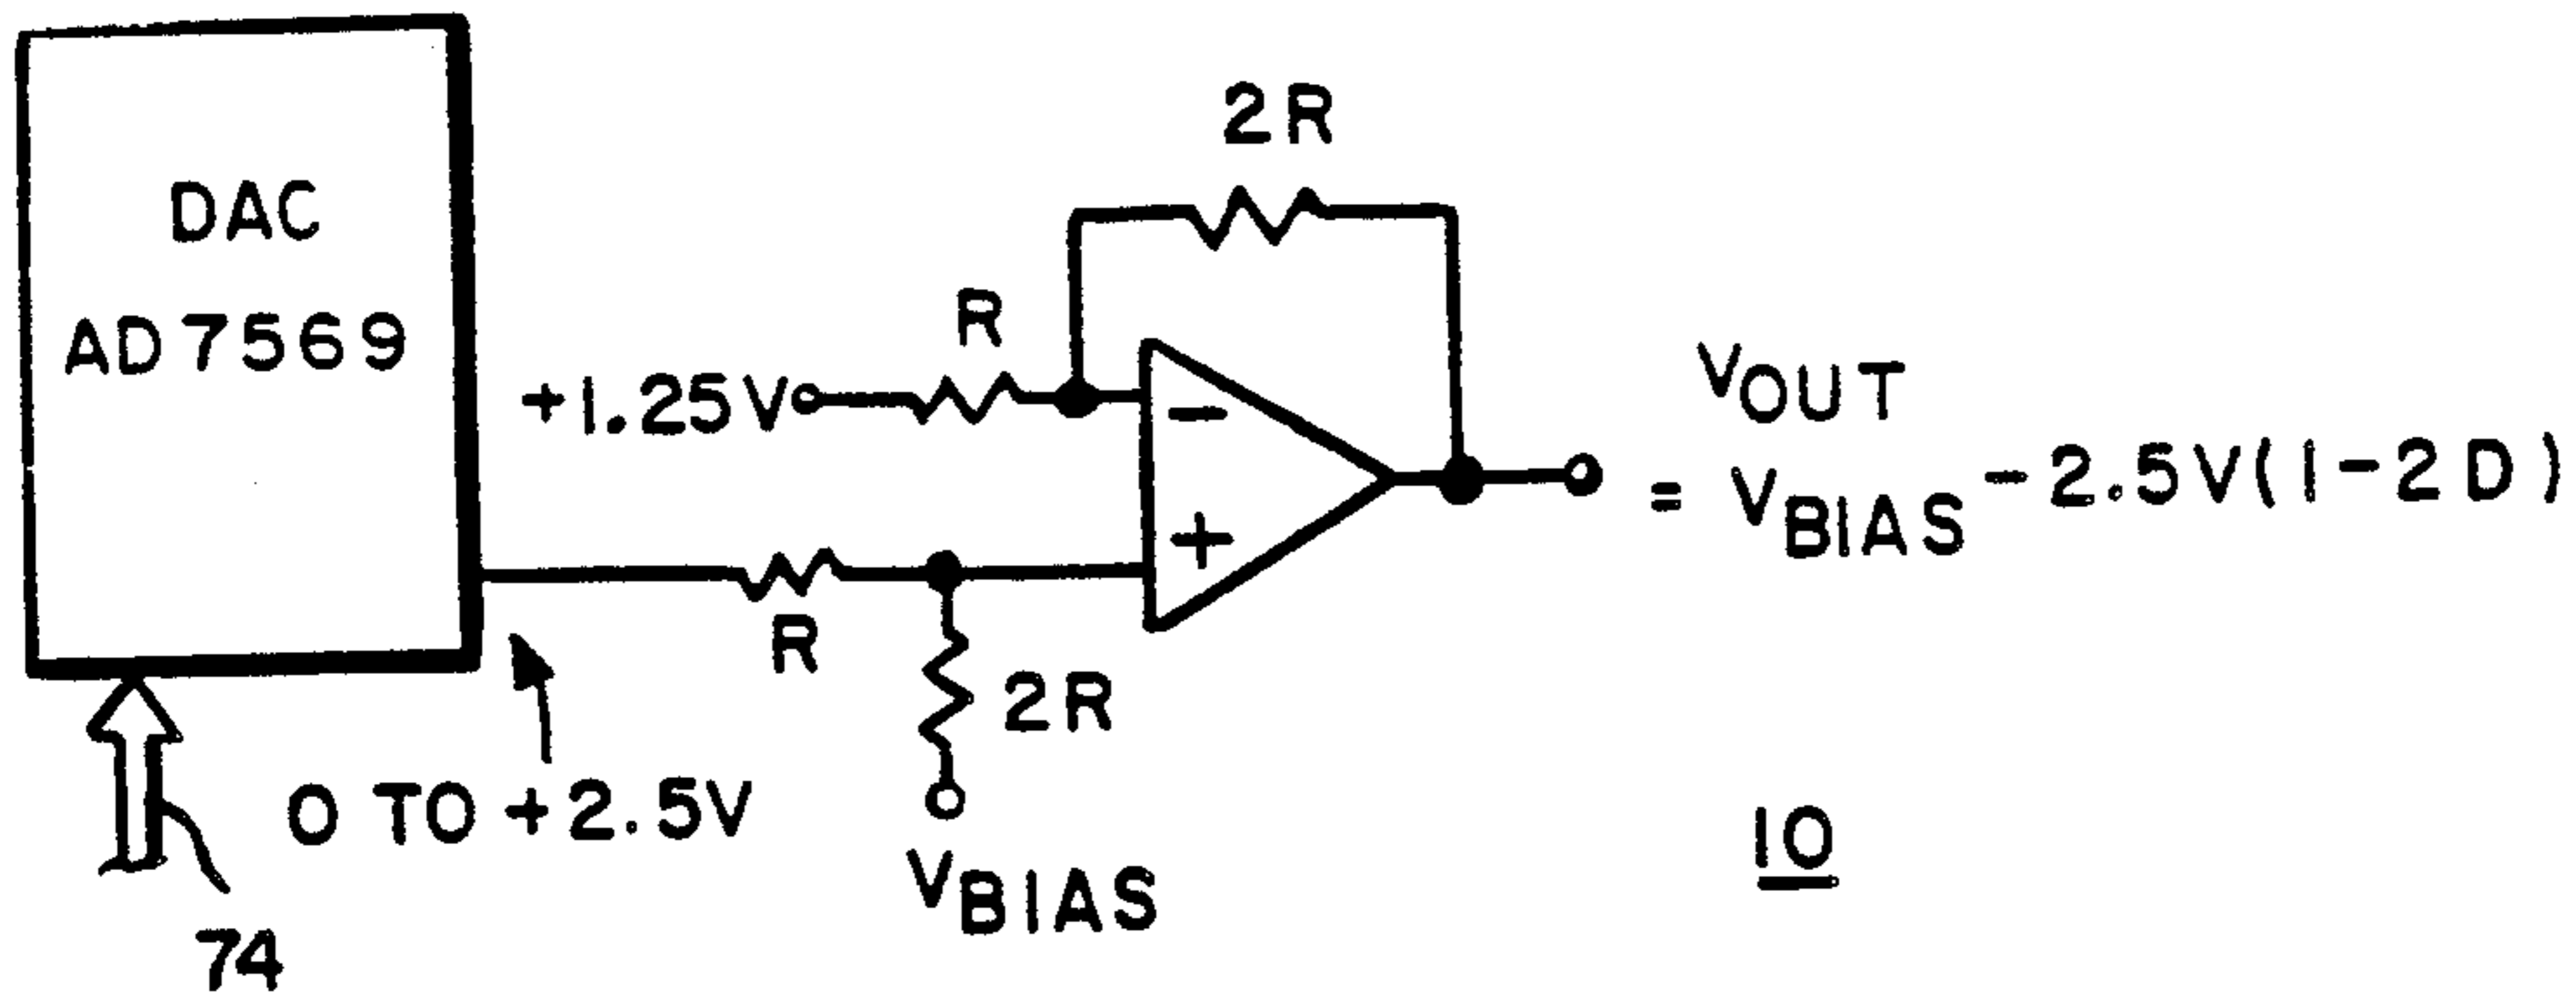 DAC
AD7569
2R
R
+1.25V
-
+
R
2R
0 TO +2.5V
VBIAS
74
VOUT
= VBIAS -2.5V(1-2D)
10